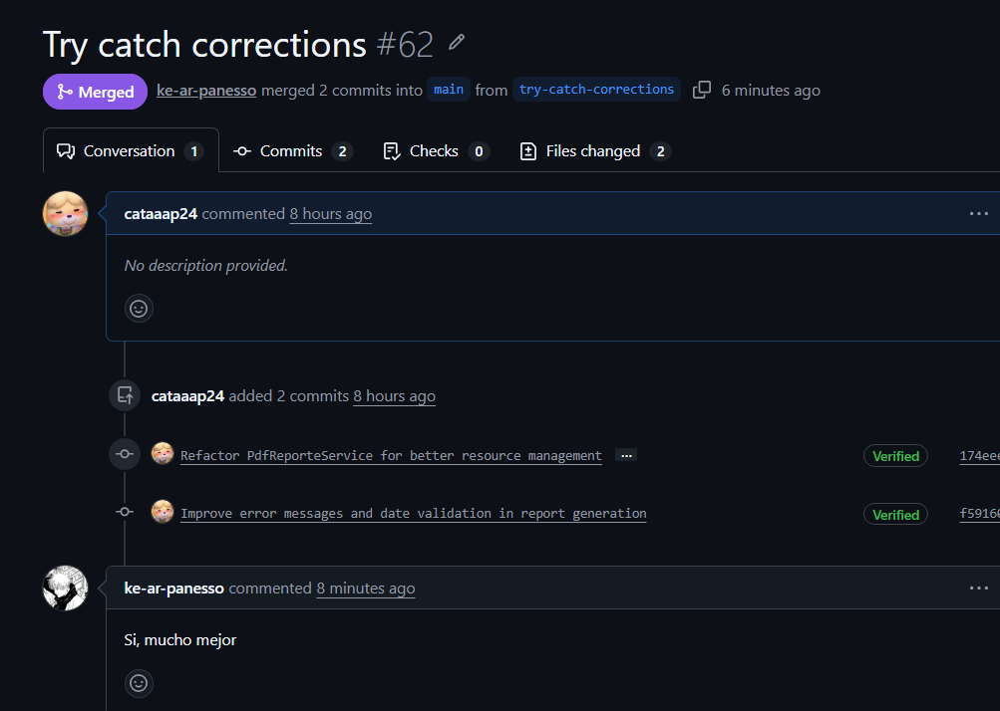 Try catch corrections #62
Merged ke-ar-panesso merged 2 commits into main from try-catch-corrections 6 minutes ago
Conversation 1 Commits 2 Checks 0 Files changed 2
cataaap24 commented 8 hours ago ...
No description provided.
cataaap24 added 2 commits 8 hours ago
Refactor PdfReporteService for better resource management ... Verified 174eee
Improve error messages and date validation in report generation Verified f5916
ke-ar-panesso commented 8 minutes ago ...
Si, mucho mejor